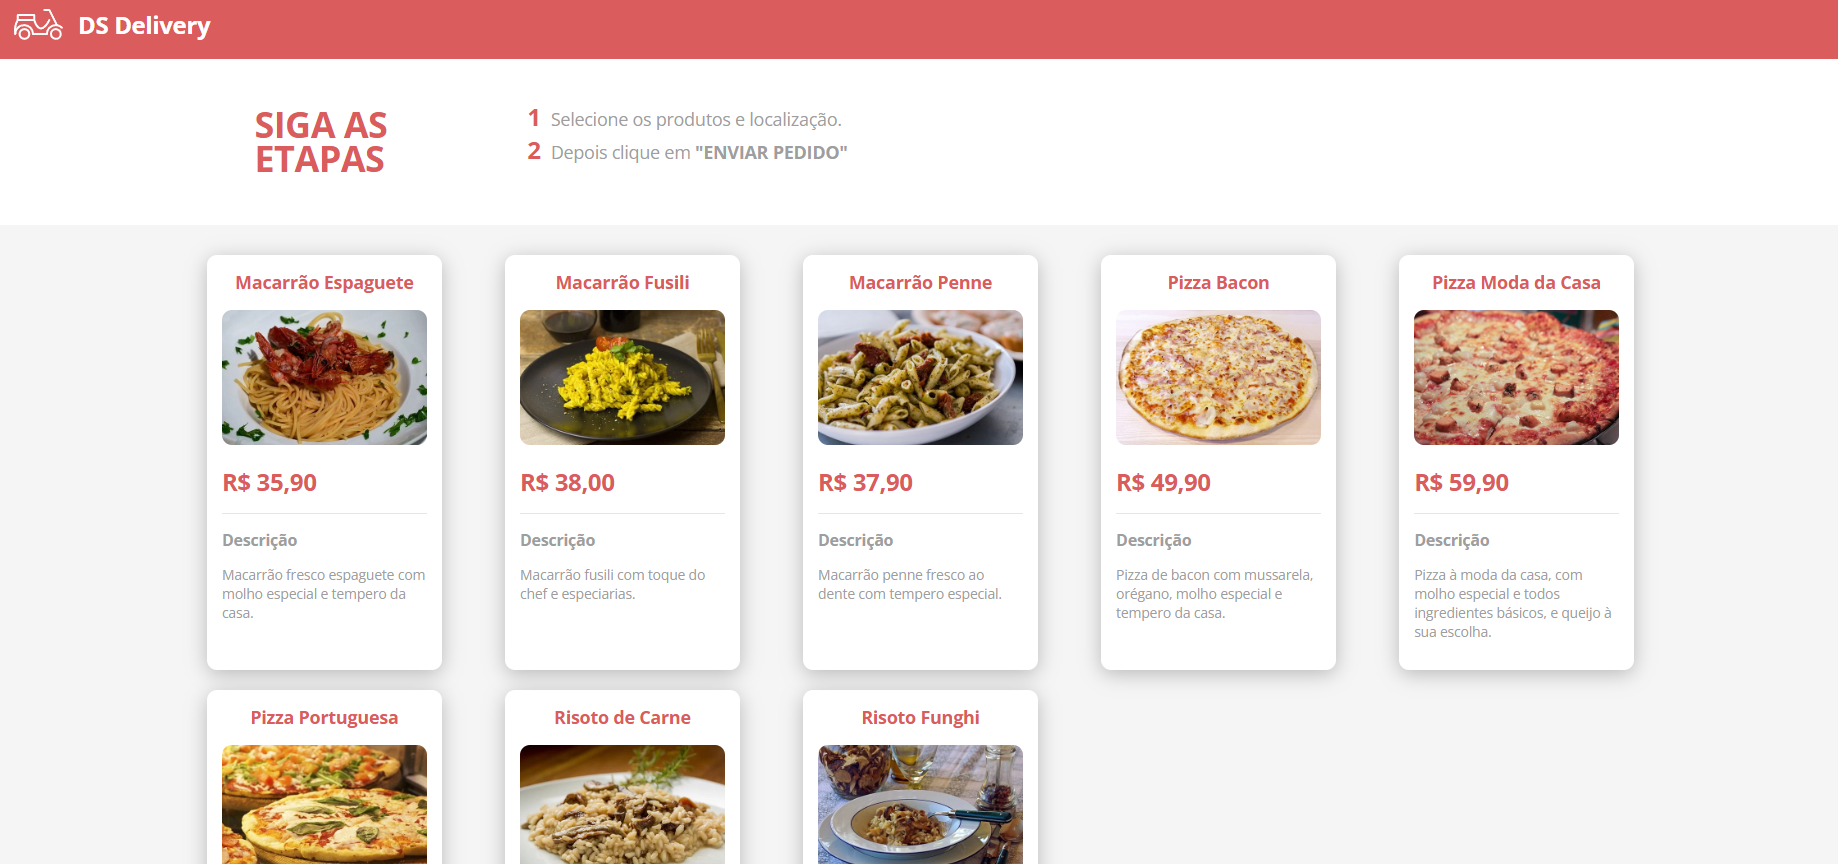 DS Delivery
SIGA AS
ETAPAS
1 Selecione os produtos e localização.
2 Depois clique em "ENVIAR PEDIDO"
Macarrão Espaguete
R$ 35,90
Descrição
Macarrão fresco espaguete com
molho especial e tempero da
casa.
Macarrão Fusili
R$ 38,00
Descrição
Macarrão fusili com toque do
chef e especiarias.
Macarrão Penne
R$ 37,90
Descrição
Macarrão penne fresco ao
dente com tempero especial.
Pizza Bacon
R$ 49,90
Descrição
Pizza de bacon com mussarela,
orégano, molho especial e
tempero da casa.
Pizza Moda da Casa
R$ 59,90
Descrição
Pizza à moda da casa, com
molho especial e todos
ingredientes básicos, e queijo à
sua escolha.
Pizza Portuguesa
Risoto de Carne
Risoto Funghi